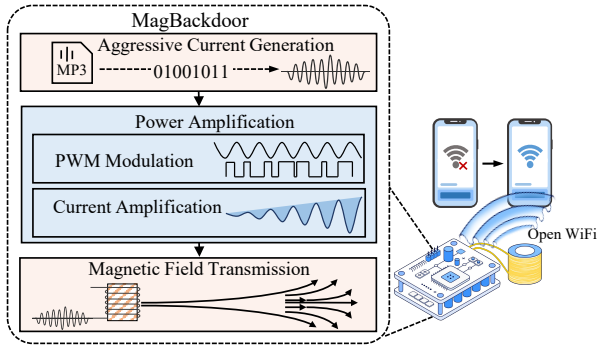 MagBackdoor
Aggressive Current Generation
MP3
01001011
Power Amplification
PWM Modulation
Current Amplification
Magnetic Field Transmission
Open WiFi